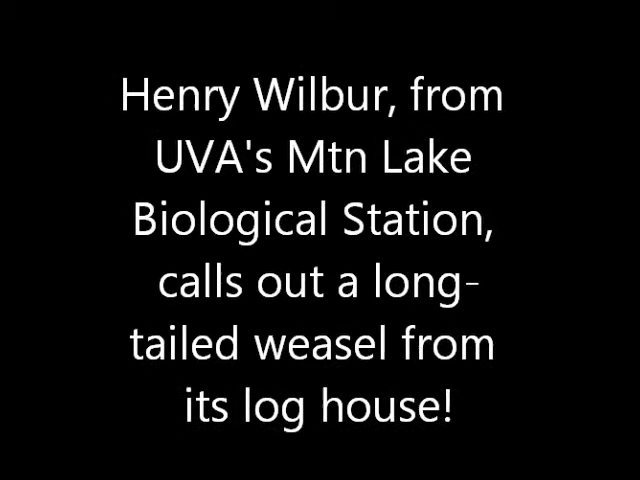 Henry Wilbur, from
UVA's Mtn Lake
Biological Station,
calls out a long-
tailed weasel from
its log house!